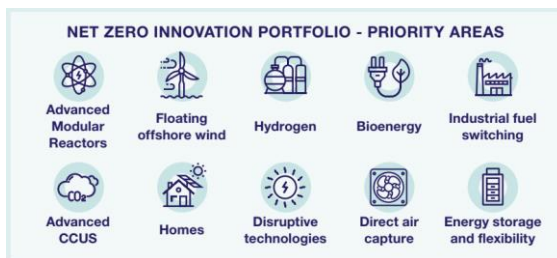 NET ZERO INNOVATION PORTFOLIO - PRIORITY AREAS
Advanced
Modular
Reactors
Floating
offshore wind
Hydrogen
Bioenergy
Industrial fuel
switching
CO₂
Advanced
CCUS
Homes
Disruptive
technologies
Direct air
capture
Energy storage
and flexibility